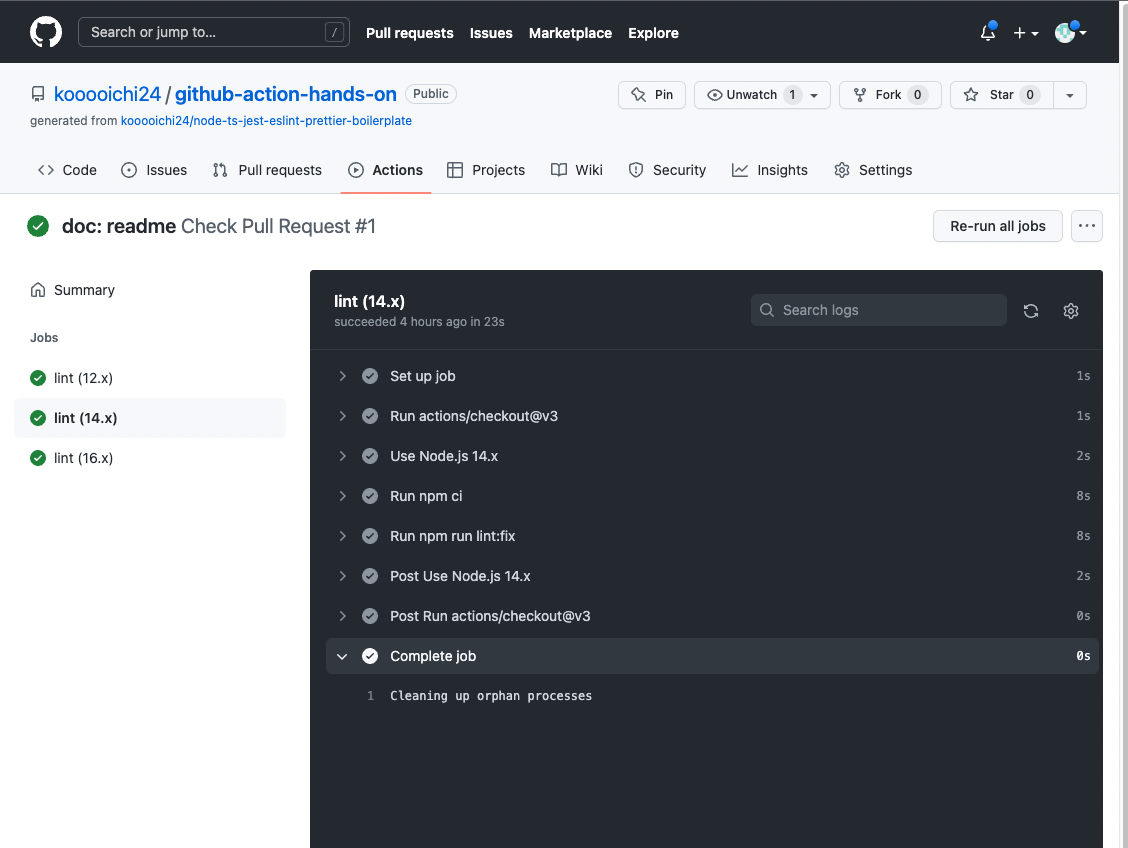 Search or jump to... /
Pull requests Issues Marketplace Explore
kooooichi24 / github-action-hands-on Public
Pin Unwatch 1 Fork 0 Star 0
generated from kooooichi24/node-ts-jest-eslint-prettier-boilerplate
Code Issues Pull requests Actions Projects Wiki Security Insights Settings
doc: readme Check Pull Request #1
Re-run all jobs ...
Summary
Jobs
lint (12.x)
lint (14.x)
lint (16.x)
lint (14.x)
succeeded 4 hours ago in 23s
Search logs
Set up job 1s
Run actions/checkout@v3 1s
Use Node.js 14.x 2s
Run npm ci 8s
Run npm run lint:fix 8s
Post Use Node.js 14.x 2s
Post Run actions/checkout@v3 0s
Complete job 0s
1 Cleaning up orphan processes